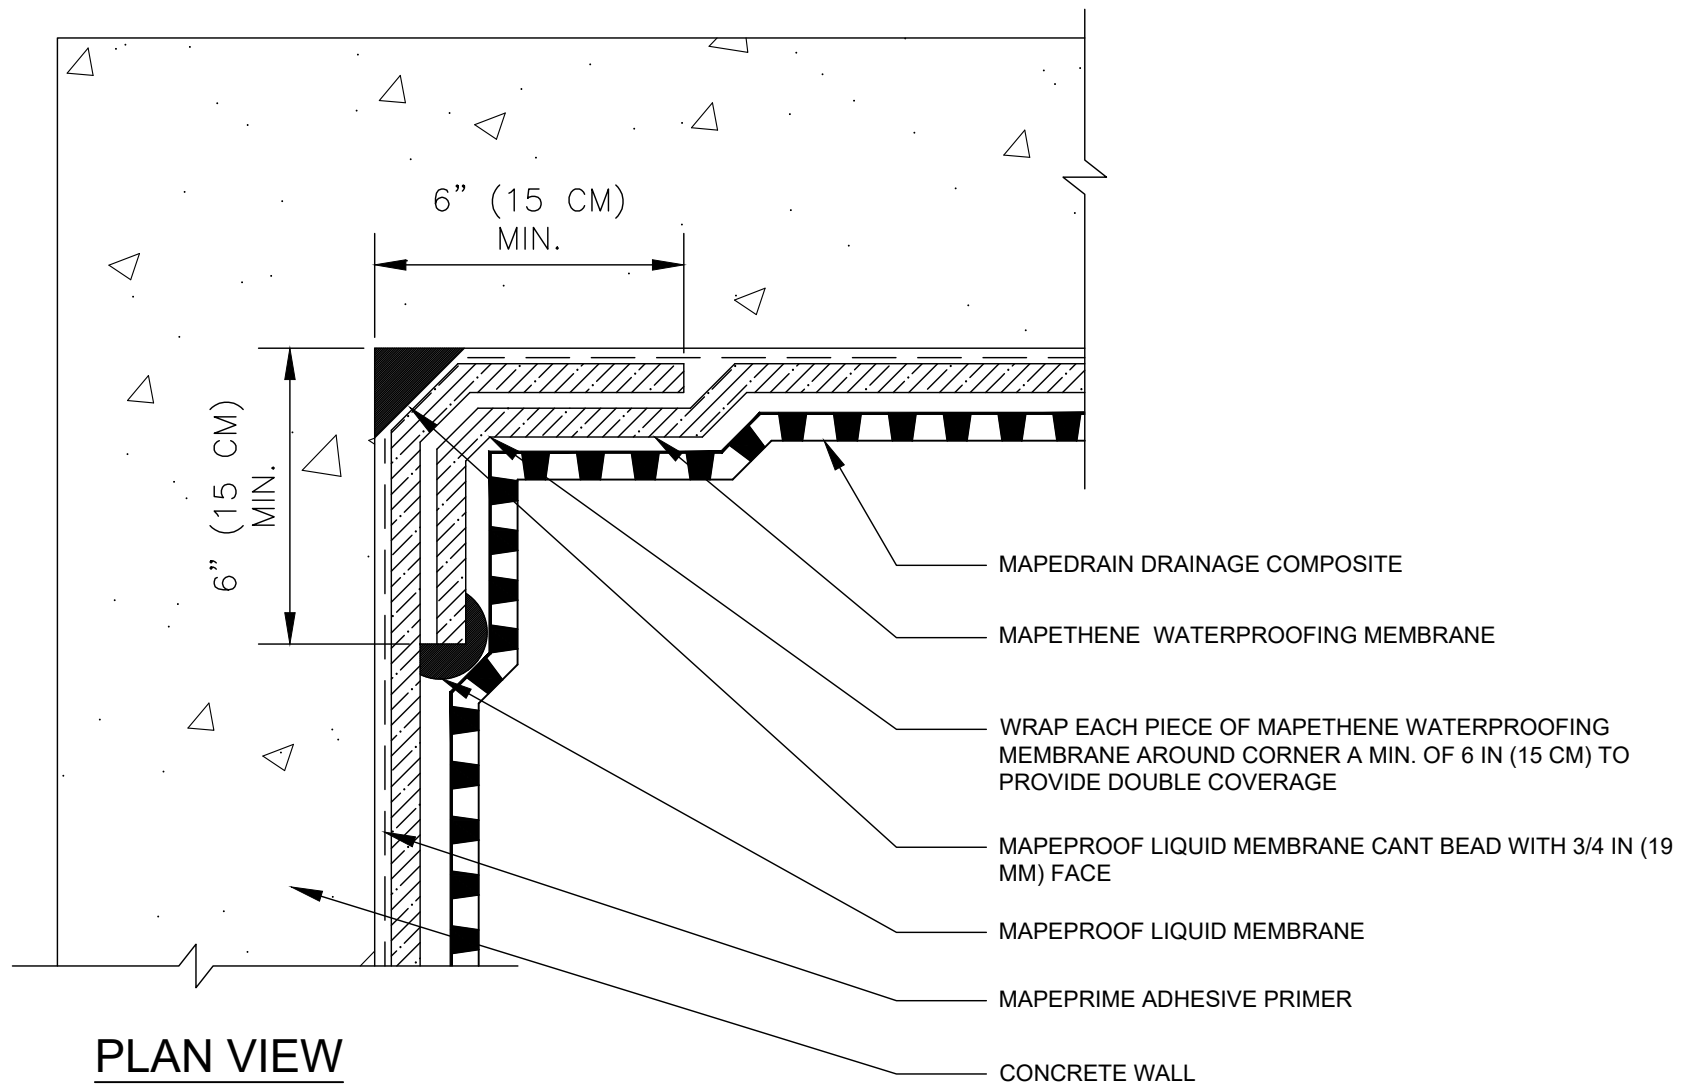 6” (15 CM)
MIN.
6” (15 CM)
MIN.
MAPEDRAIN DRAINAGE COMPOSITE
MAPETHENE WATERPROOFING MEMBRANE
WRAP EACH PIECE OF MAPETHENE WATERPROOFING
MEMBRANE AROUND CORNER A MIN. OF 6 IN (15 CM) TO
PROVIDE DOUBLE COVERAGE
MAPEPROOF LIQUID MEMBRANE CANT BEAD WITH 3/4 IN (19
MM) FACE
MAPEPROOF LIQUID MEMBRANE
MAPEPRIME ADHESIVE PRIMER
CONCRETE WALL
PLAN VIEW